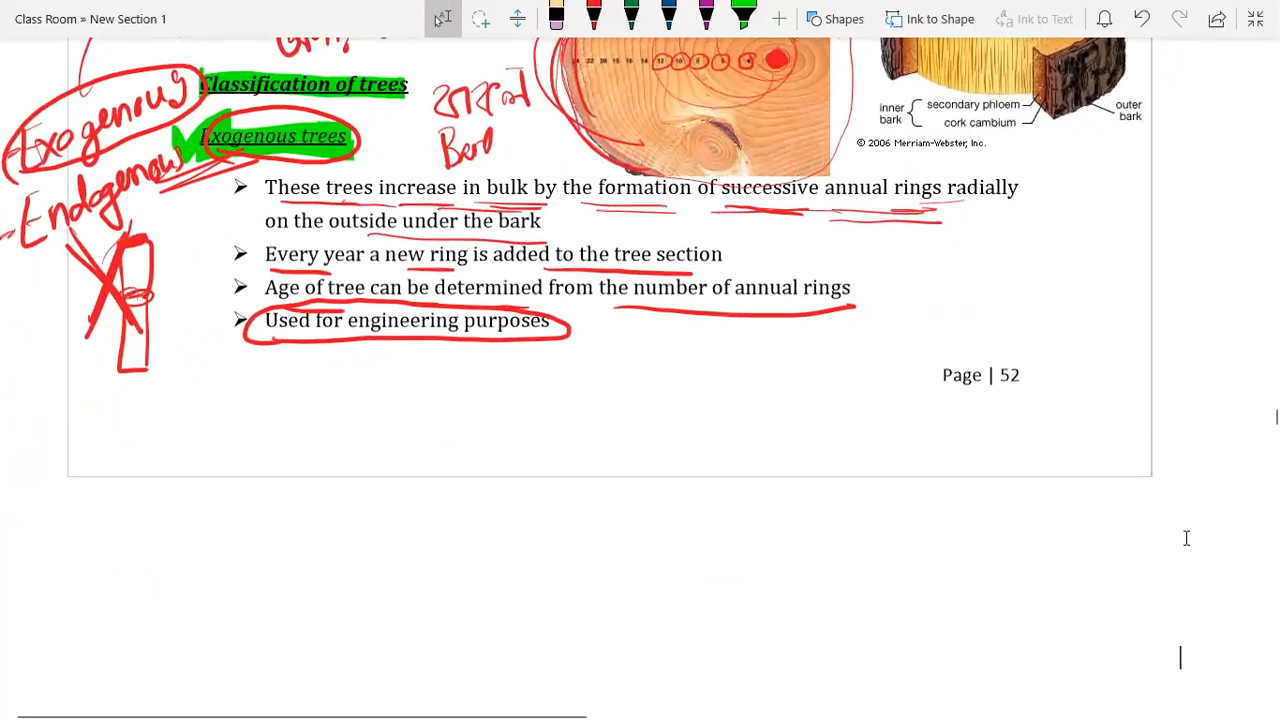 Class Room » New Section 1
Shapes
Ink to Shape
Ink to Text
Classification of trees
Exogenous trees
Exogenous
Endogenous
বাকল
inner bark
secondary phloem
cork cambium
outer bark
© 2006 Merriam-Webster, Inc.
➢ These trees increase in bulk by the formation of successive annual rings radially
on the outside under the bark
➢ Every year a new ring is added to the tree section
➢ Age of tree can be determined from the number of annual rings
➢ Used for engineering purposes
Page | 52